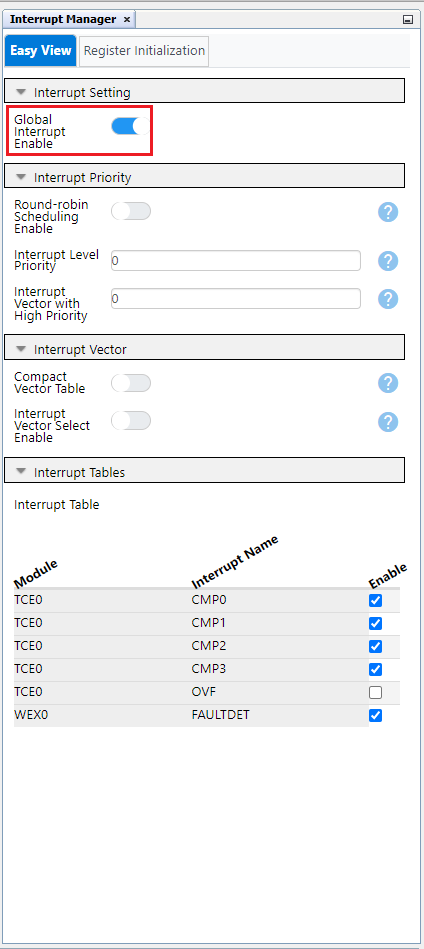 Interrupt Manager ×
Easy View
Register Initialization
Interrupt Setting
Global
Interrupt
Enable
Interrupt Priority
Round-robin
Scheduling
Enable
?
Interrupt Level
Priority
0
?
Interrupt
Vector with
High Priority
0
?
Interrupt Vector
Compact
Vector Table
?
Interrupt
Vector Select
Enable
?
Interrupt Tables
Interrupt Table
Module Interrupt Name Enable
TCE0 CMP0
TCE0 CMP1
TCE0 CMP2
TCE0 CMP3
TCE0 OVF
WEX0 FAULTDET